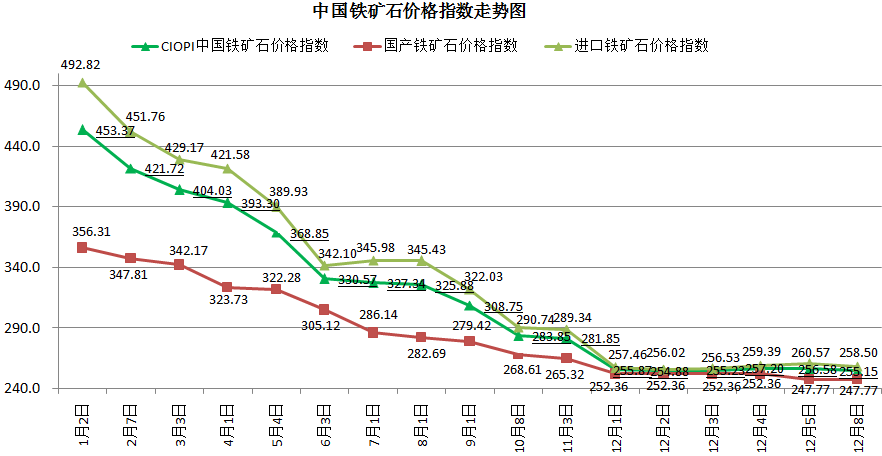 中国铁矿石价格指数走势图
CIOPI中国铁矿石价格指数 国产铁矿石价格指数 进口铁矿石价格指数
490.0
440.0
390.0
340.0
290.0
240.0
492.82 451.76 429.17 421.58 389.93 342.10 345.98 345.43 322.03 290.74 289.34 257.46 256.02 256.53 259.39 260.57 258.50
453.37 421.72 404.03 393.30 368.85 330.57 327.34 325.88 308.75 283.85 281.85 255.87 254.88 255.23 257.20 256.58 255.15
356.31 347.81 342.17 323.73 322.28 305.12 286.14 282.69 279.42 268.61 265.32 252.36 252.36 252.36 252.36 247.77 247.77
1月2日 2月7日 3月3日 4月1日 5月4日 6月3日 7月1日 8月1日 9月1日 10月8日 11月3日 12月1日 12月2日 12月3日 12月4日 12月5日 12月8日